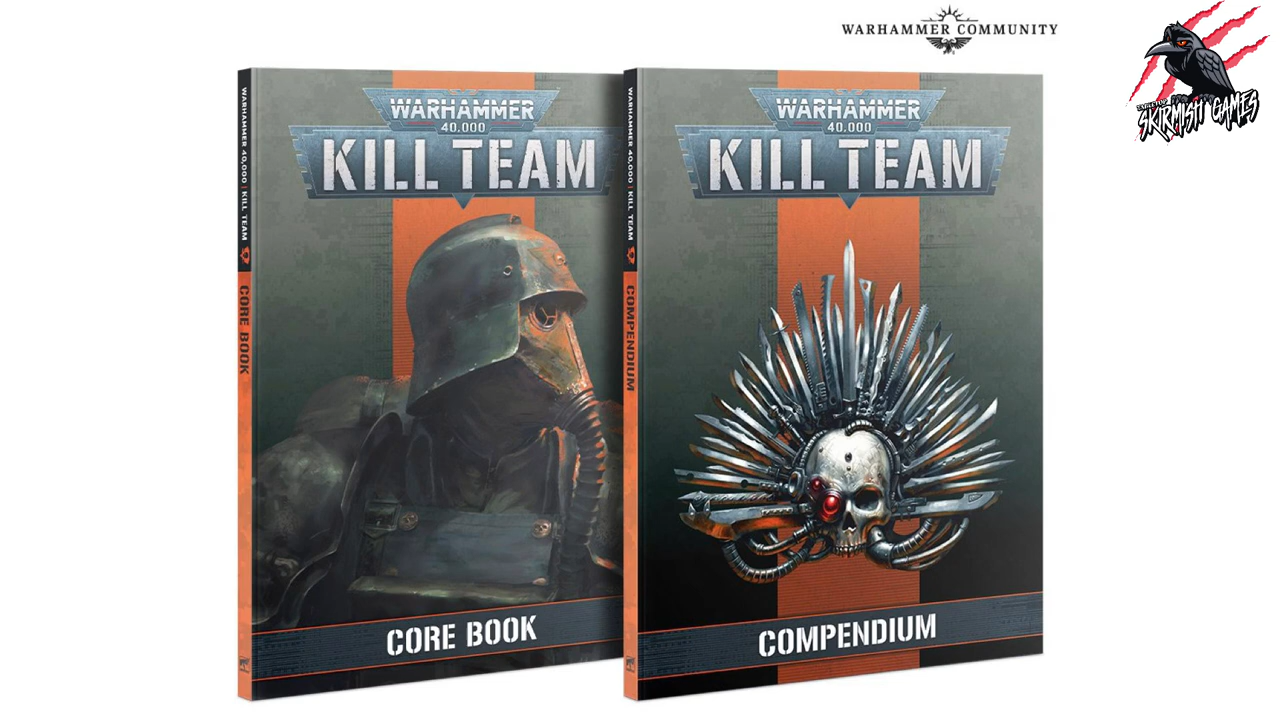 WARHAMMER COMMUNITY
TABLETOP
SKIRMISH GAMES
WARHAMMER 40,000 | KILL TEAM
CORE BOOK
WARHAMMER
40,000
KILL TEAM
CORE BOOK
WARHAMMER 40,000 | KILL TEAM
COMPENDIUM
WARHAMMER
40,000
KILL TEAM
COMPENDIUM